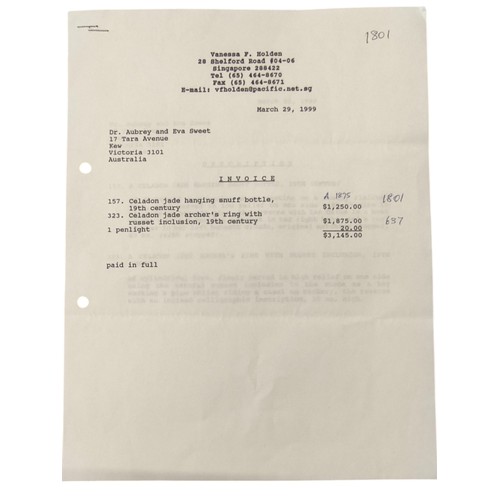 1801
Vanessa F. Holden
28 Shelford Road #04-06
Singapore 288422
Tel (65) 464-8670
Fax (65) 464-8671
E-mail: vfholden@pacific.net.sg
March 29, 1999
Dr. Aubrey and Eva Sweet
17 Tara Avenue
Kew
Victoria 3101
Australia
INVOICE
A 1875
157. Celadon jade hanging snuff bottle, 19th century $1,250.00 1801
323. Celadon jade archer's ring with russet inclusion, 19th century $1,875.00 637
1 penlight 20.00
$3,145.00
paid in full